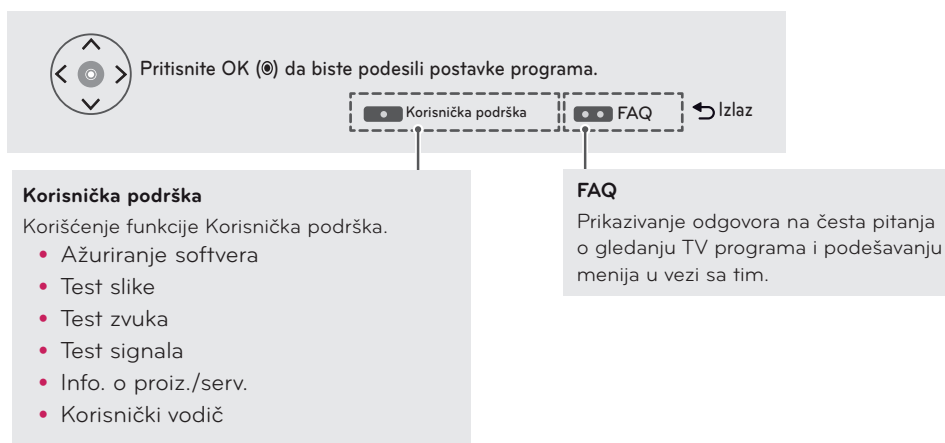 Pritisnite OK (◉) da biste podesili postavke programa.
Korisnička podrška
FAQ
Izlaz
Korisnička podrška
Korišćenje funkcije Korisnička podrška.
• Ažuriranje softvera
• Test slike
• Test zvuka
• Test signala
• Info. o proiz./serv.
• Korisnički vodič
FAQ
Prikazivanje odgovora na česta pitanja
o gledanju TV programa i podešavanju
menija u vezi sa tim.